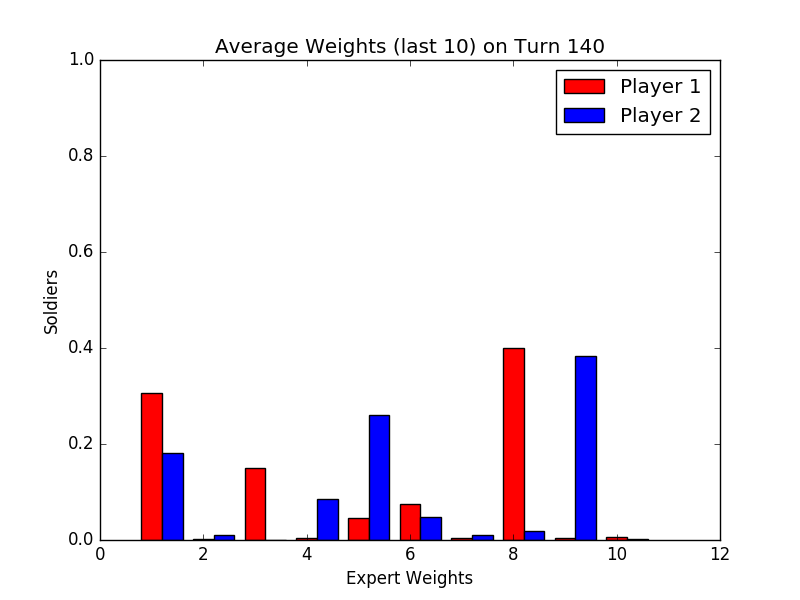 Average Weights (last 10) on Turn 140
1.0
0.8
0.6
0.4
0.2
0.0
Soldiers
Player 1
Player 2
0 2 4 6 8 10 12
Expert Weights